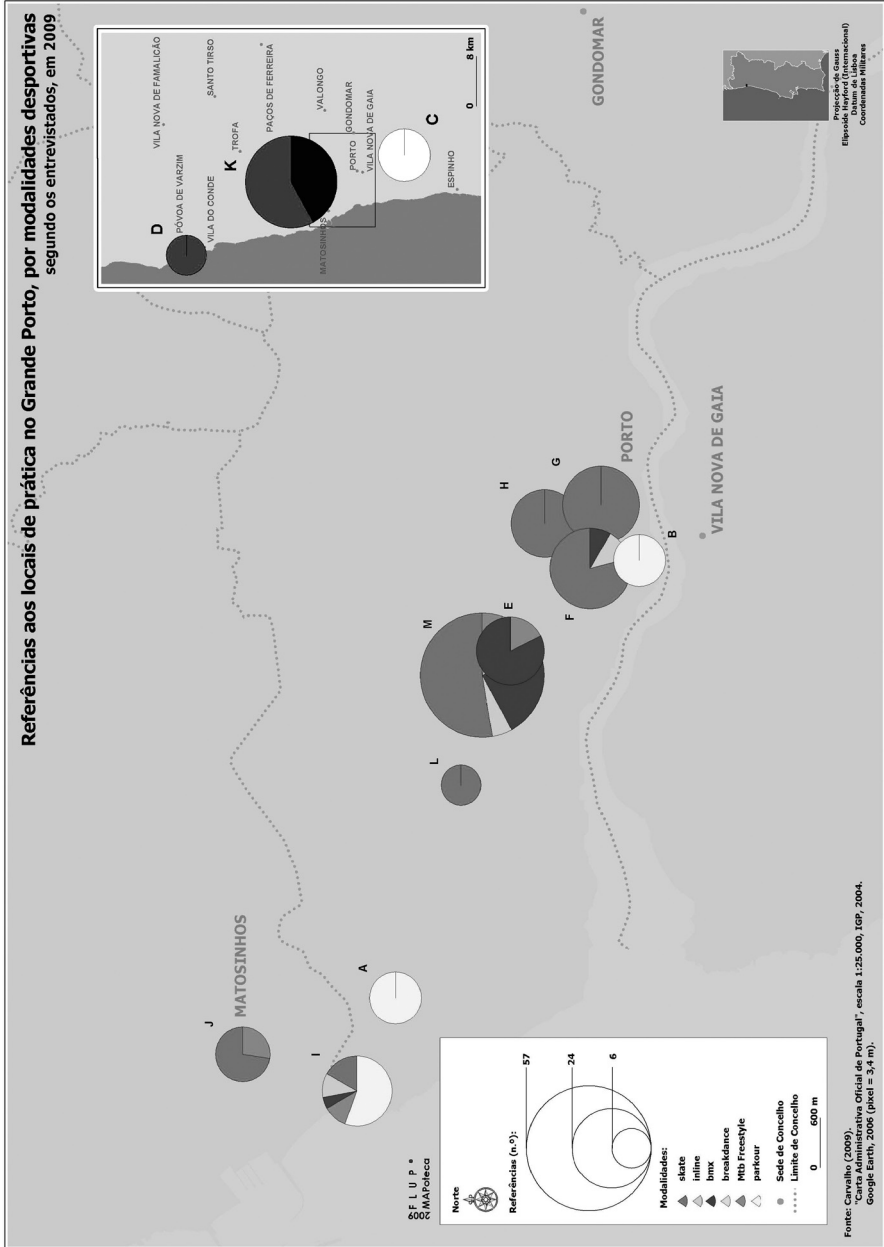 Referências aos locais de prática no Grande Porto, por modalidades desportivas
segundo os entrevistados, em 2009
VILA NOVA DE FAMALICÃO
SANTO TIRSO
D
PÓVOA DE VARZIM
VILA DO CONDE
TROFA
K
PAÇOS DE FERREIRA
VALONGO
MATOSINHOS
PORTO
GONDOMAR
VILA NOVA DE GAIA
C
ESPINHO
0 8 km
J
MATOSINHOS
I
A
L
M
E
H
G
F
B
PORTO
VILA NOVA DE GAIA
GONDOMAR
Projecção de Gauss
Elipsoide Hayford (Internacional)
Datum de Lisboa
Coordenadas Militares
FLUP
2009
MAPoteca
Norte
Referências (n.º):
57
24
6
Modalidades:
skate
inline
bmx
breakdance
Mtb Freestyle
parkour
Sede de Concelho
Limite de Concelho
0 600 m
Fonte: Carvalho (2009).
"Carta Administrativa Oficial de Portugal", escala 1:25.000, IGP, 2004.
Google Earth, 2006 (pixel = 3,4 m).